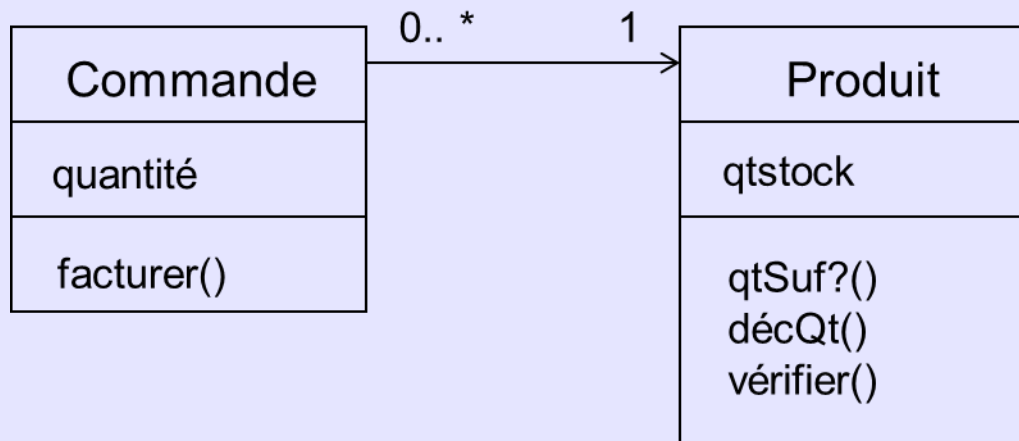 0.. * 1
Commande
quantité
facturer()
Produit
qtstock
qtSuf?()
décQt()
vérifier()